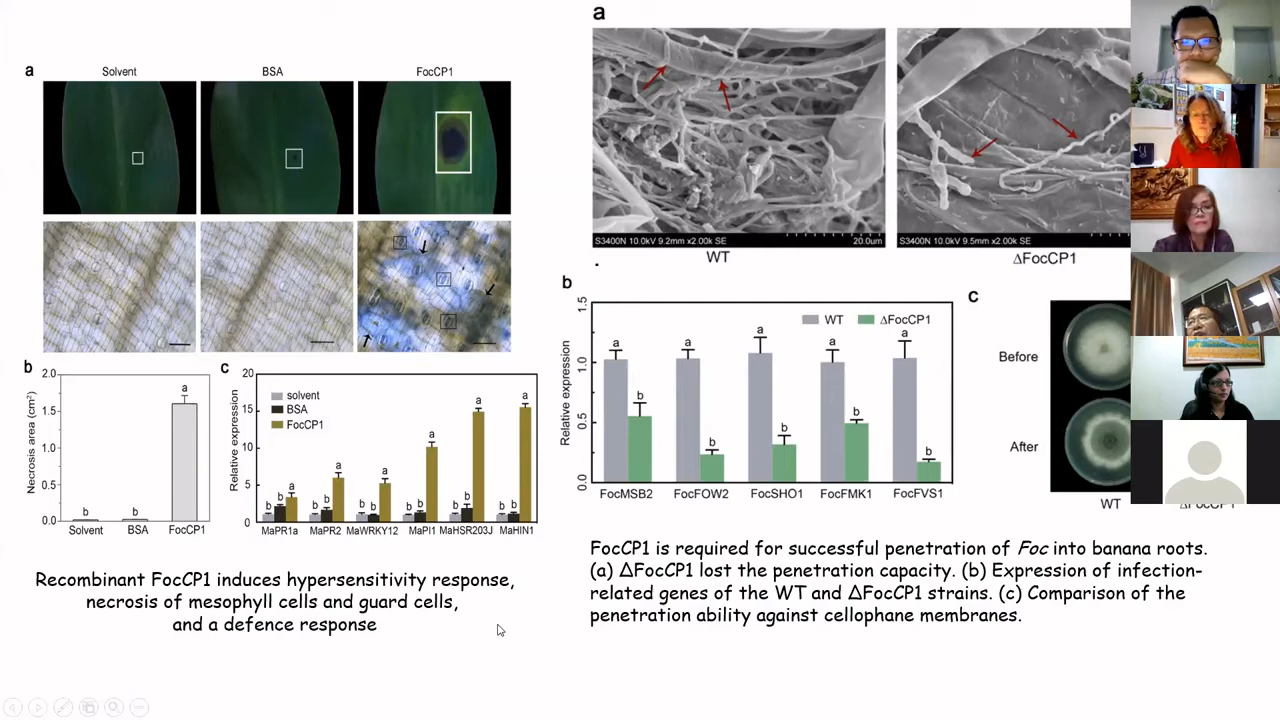 a
Solvent
BSA
FocCP1
b
Necrosis area (cm²)
2.0
1.5
1.0
0.5
0.0
b
b
a
Solvent
BSA
FocCP1
c
Relative expression
20
15
10
5
0
solvent
BSA
FocCP1
b b a
b b a
b b a
b b a
b b a
b b a
MaPR1a
MaPR2
MaWRKY12
MaPI1
MaHSR203J
MaHIN1
Recombinant FocCP1 induces hypersensitivity response,
necrosis of mesophyll cells and guard cells,
and a defence response
a
S3400N 10.0kV 9.2mm x2.00k SE
20.0um
S3400N 10.0kV 9.5mm x2.00k SE
WT
ΔFocCP1
b
Relative expression
1.5
1.0
0.5
0.0
WT
ΔFocCP1
a b
a b
a b
a b
a b
FocMSB2
FocFOW2
FocSHO1
FocFMK1
FocFVS1
c
Before
After
WT
ΔFocCP1
FocCP1 is required for successful penetration of Foc into banana roots.
(a) ΔFocCP1 lost the penetration capacity. (b) Expression of infection-
related genes of the WT and ΔFocCP1 strains. (c) Comparison of the
penetration ability against cellophane membranes.